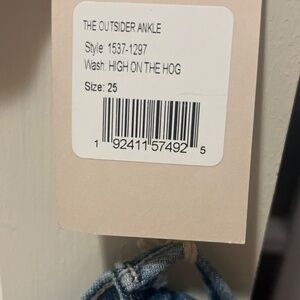 THE OUTSIDER ANKLE
Style: 1537-1297
Wash: HIGH ON THE HOG
Size: 25
1 92411 57492 5